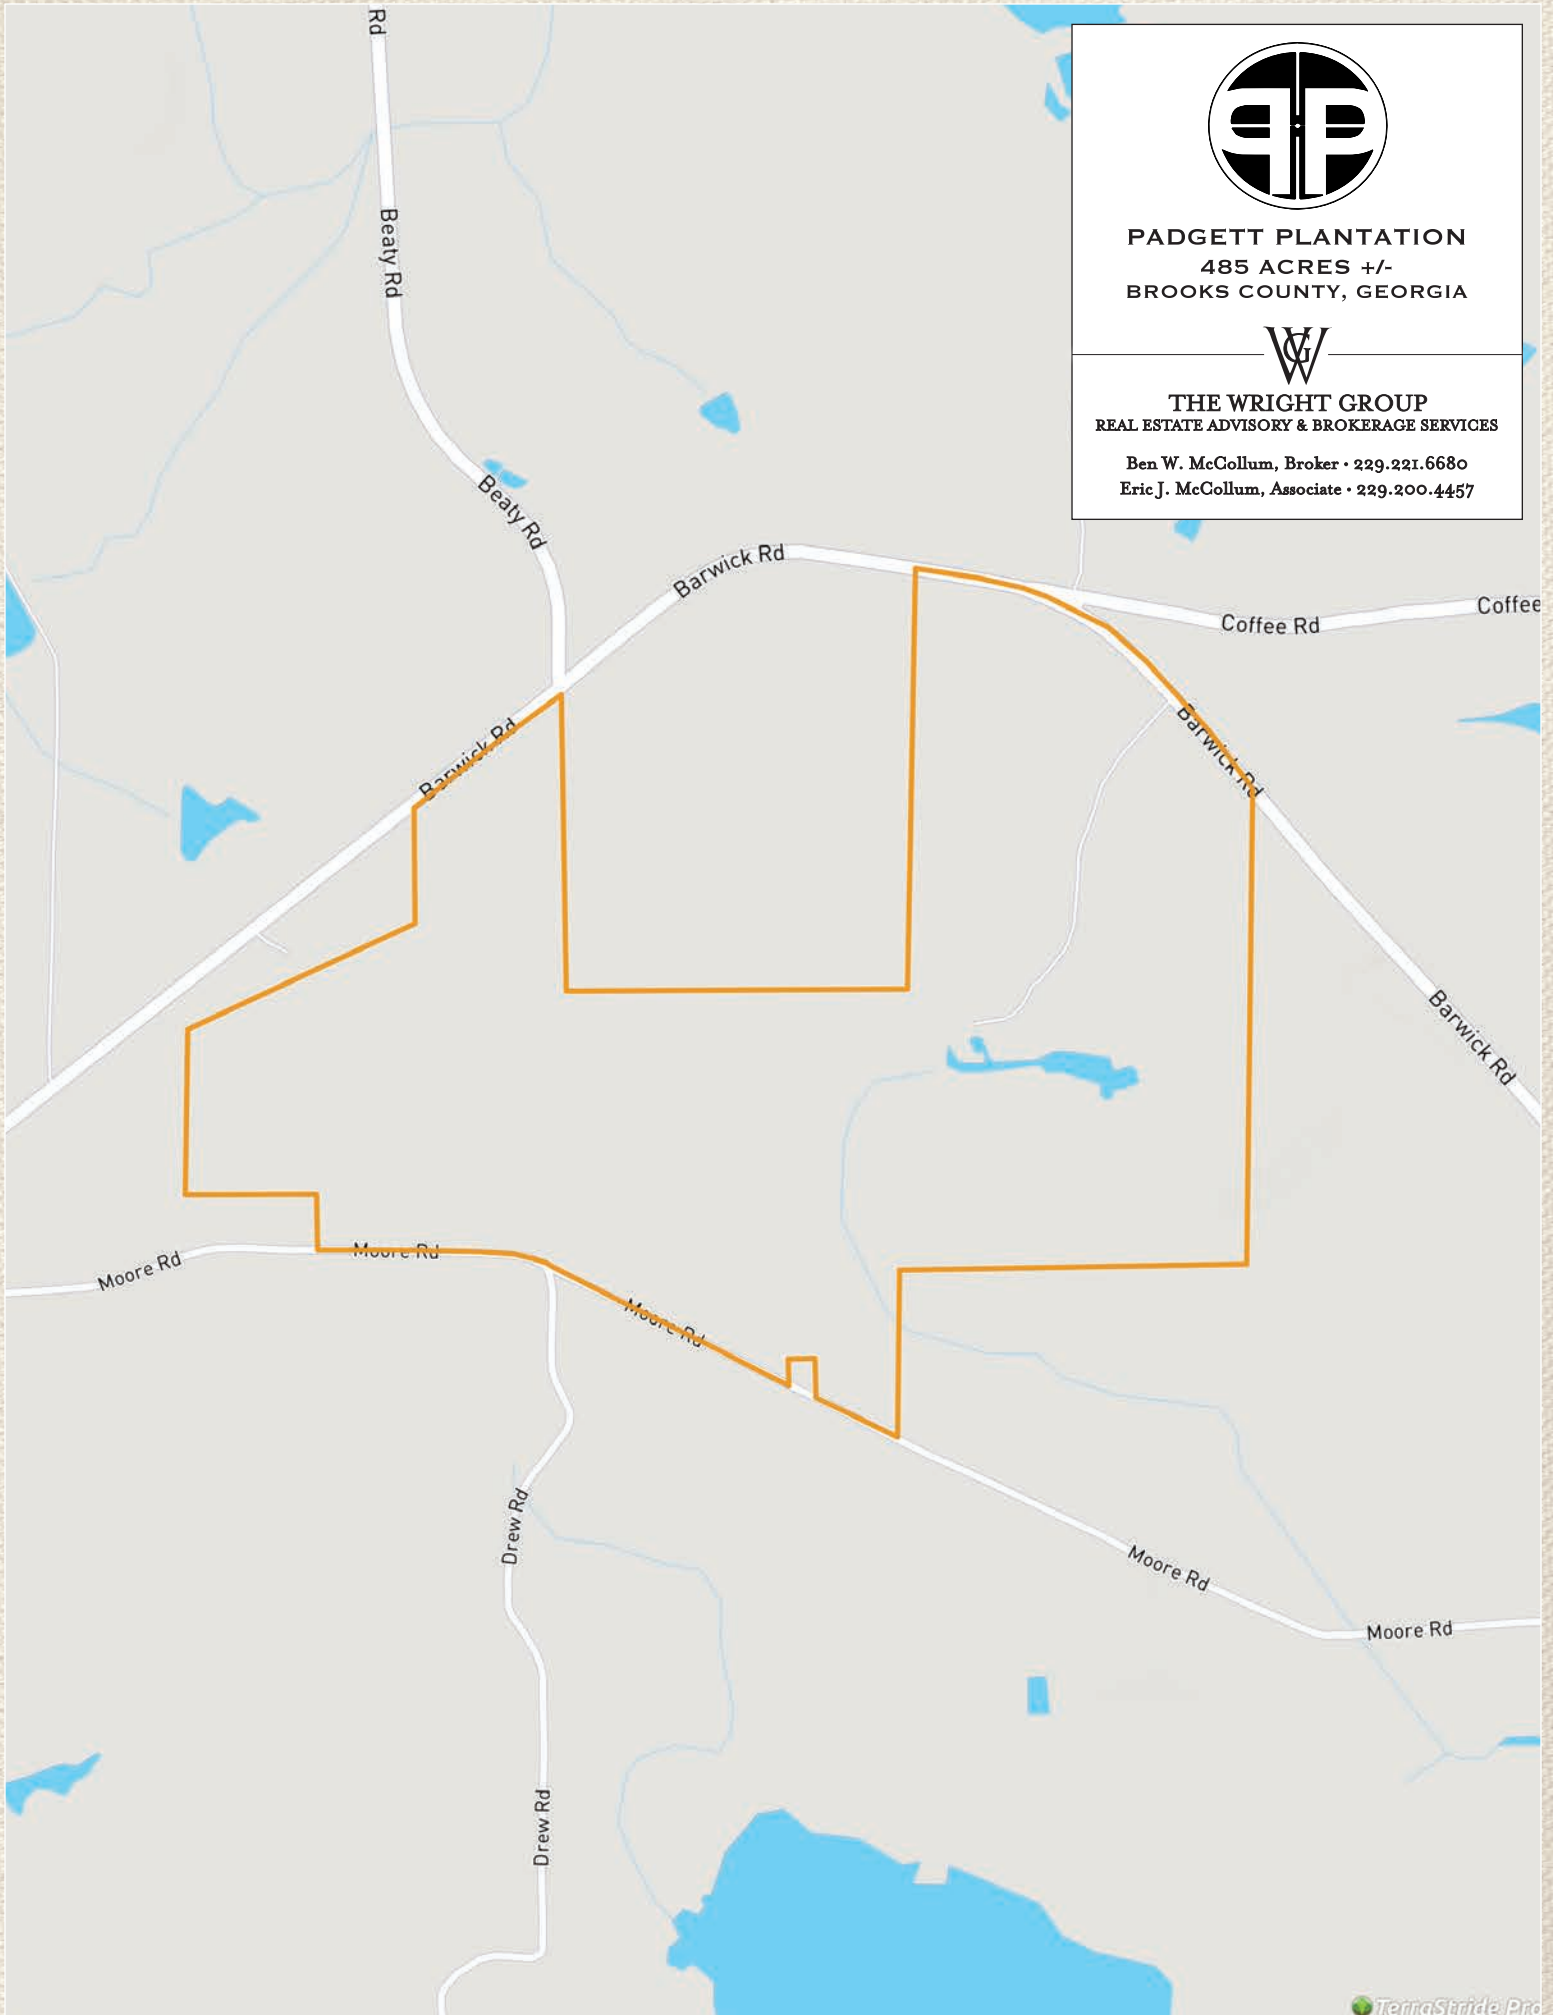 Rd
PADGETT PLANTATION
485 ACRES +/-
BROOKS COUNTY, GEORGIA
WG
THE WRIGHT GROUP
REAL ESTATE ADVISORY & BROKERAGE SERVICES
Ben W. McCollum, Broker • 229.221.6680
Eric J. McCollum, Associate • 229.200.4457
Beaty Rd
Beaty Rd
Barwick Rd
Coffee Rd
Coffee
Barwick Rd
Barwick Rd
Barwick Rd
Moore Rd
Moore Rd
Moore Rd
Drew Rd
Moore Rd
Moore Rd
Drew Rd
TerraStride Pro